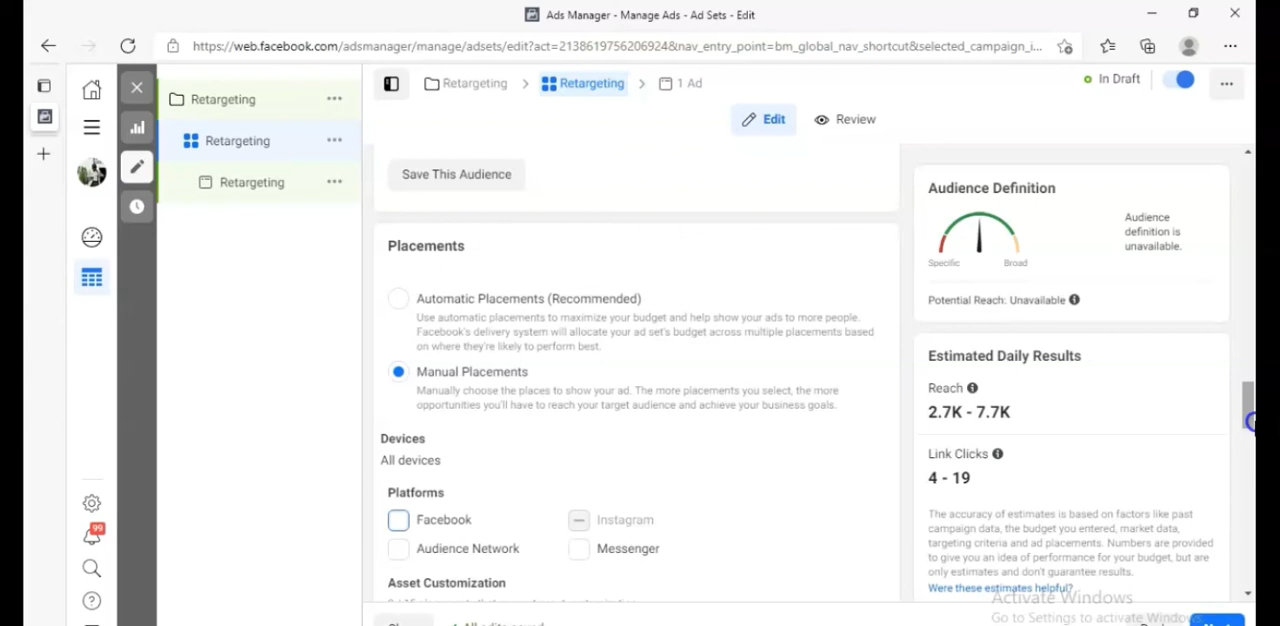 Ads Manager - Manage Ads - Ad Sets - Edit
https://web.facebook.com/adsmanager/manage/adsets/edit?act=2138619756206924&nav_entry_point=bm_global_nav_shortcut&selected_campaign_i...
Retargeting
Retargeting
Retargeting
Retargeting > Retargeting > 1 Ad
In Draft
Edit
Review
Save This Audience
Placements
Automatic Placements (Recommended)
Use automatic placements to maximize your budget and help show your ads to more people.
Facebook's delivery system will allocate your ad set's budget across multiple placements based
on where they're likely to perform best.
Manual Placements
Manually choose the places to show your ad. The more placements you select, the more
opportunities you'll have to reach your target audience and achieve your business goals.
Devices
All devices
Platforms
Facebook
Instagram
Audience Network
Messenger
Asset Customization
Audience Definition
Audience
definition is
unavailable.
Specific
Broad
Potential Reach: Unavailable
Estimated Daily Results
Reach
2.7K - 7.7K
Link Clicks
4 - 19
The accuracy of estimates is based on factors like past
campaign data, the budget you entered, market data,
targeting criteria and ad placements. Numbers are provided
to give you an idea of performance for your budget, but are
only estimates and don't guarantee results.
Were these estimates helpful?
Activate Windows
Go to Settings to activate Windows.
99